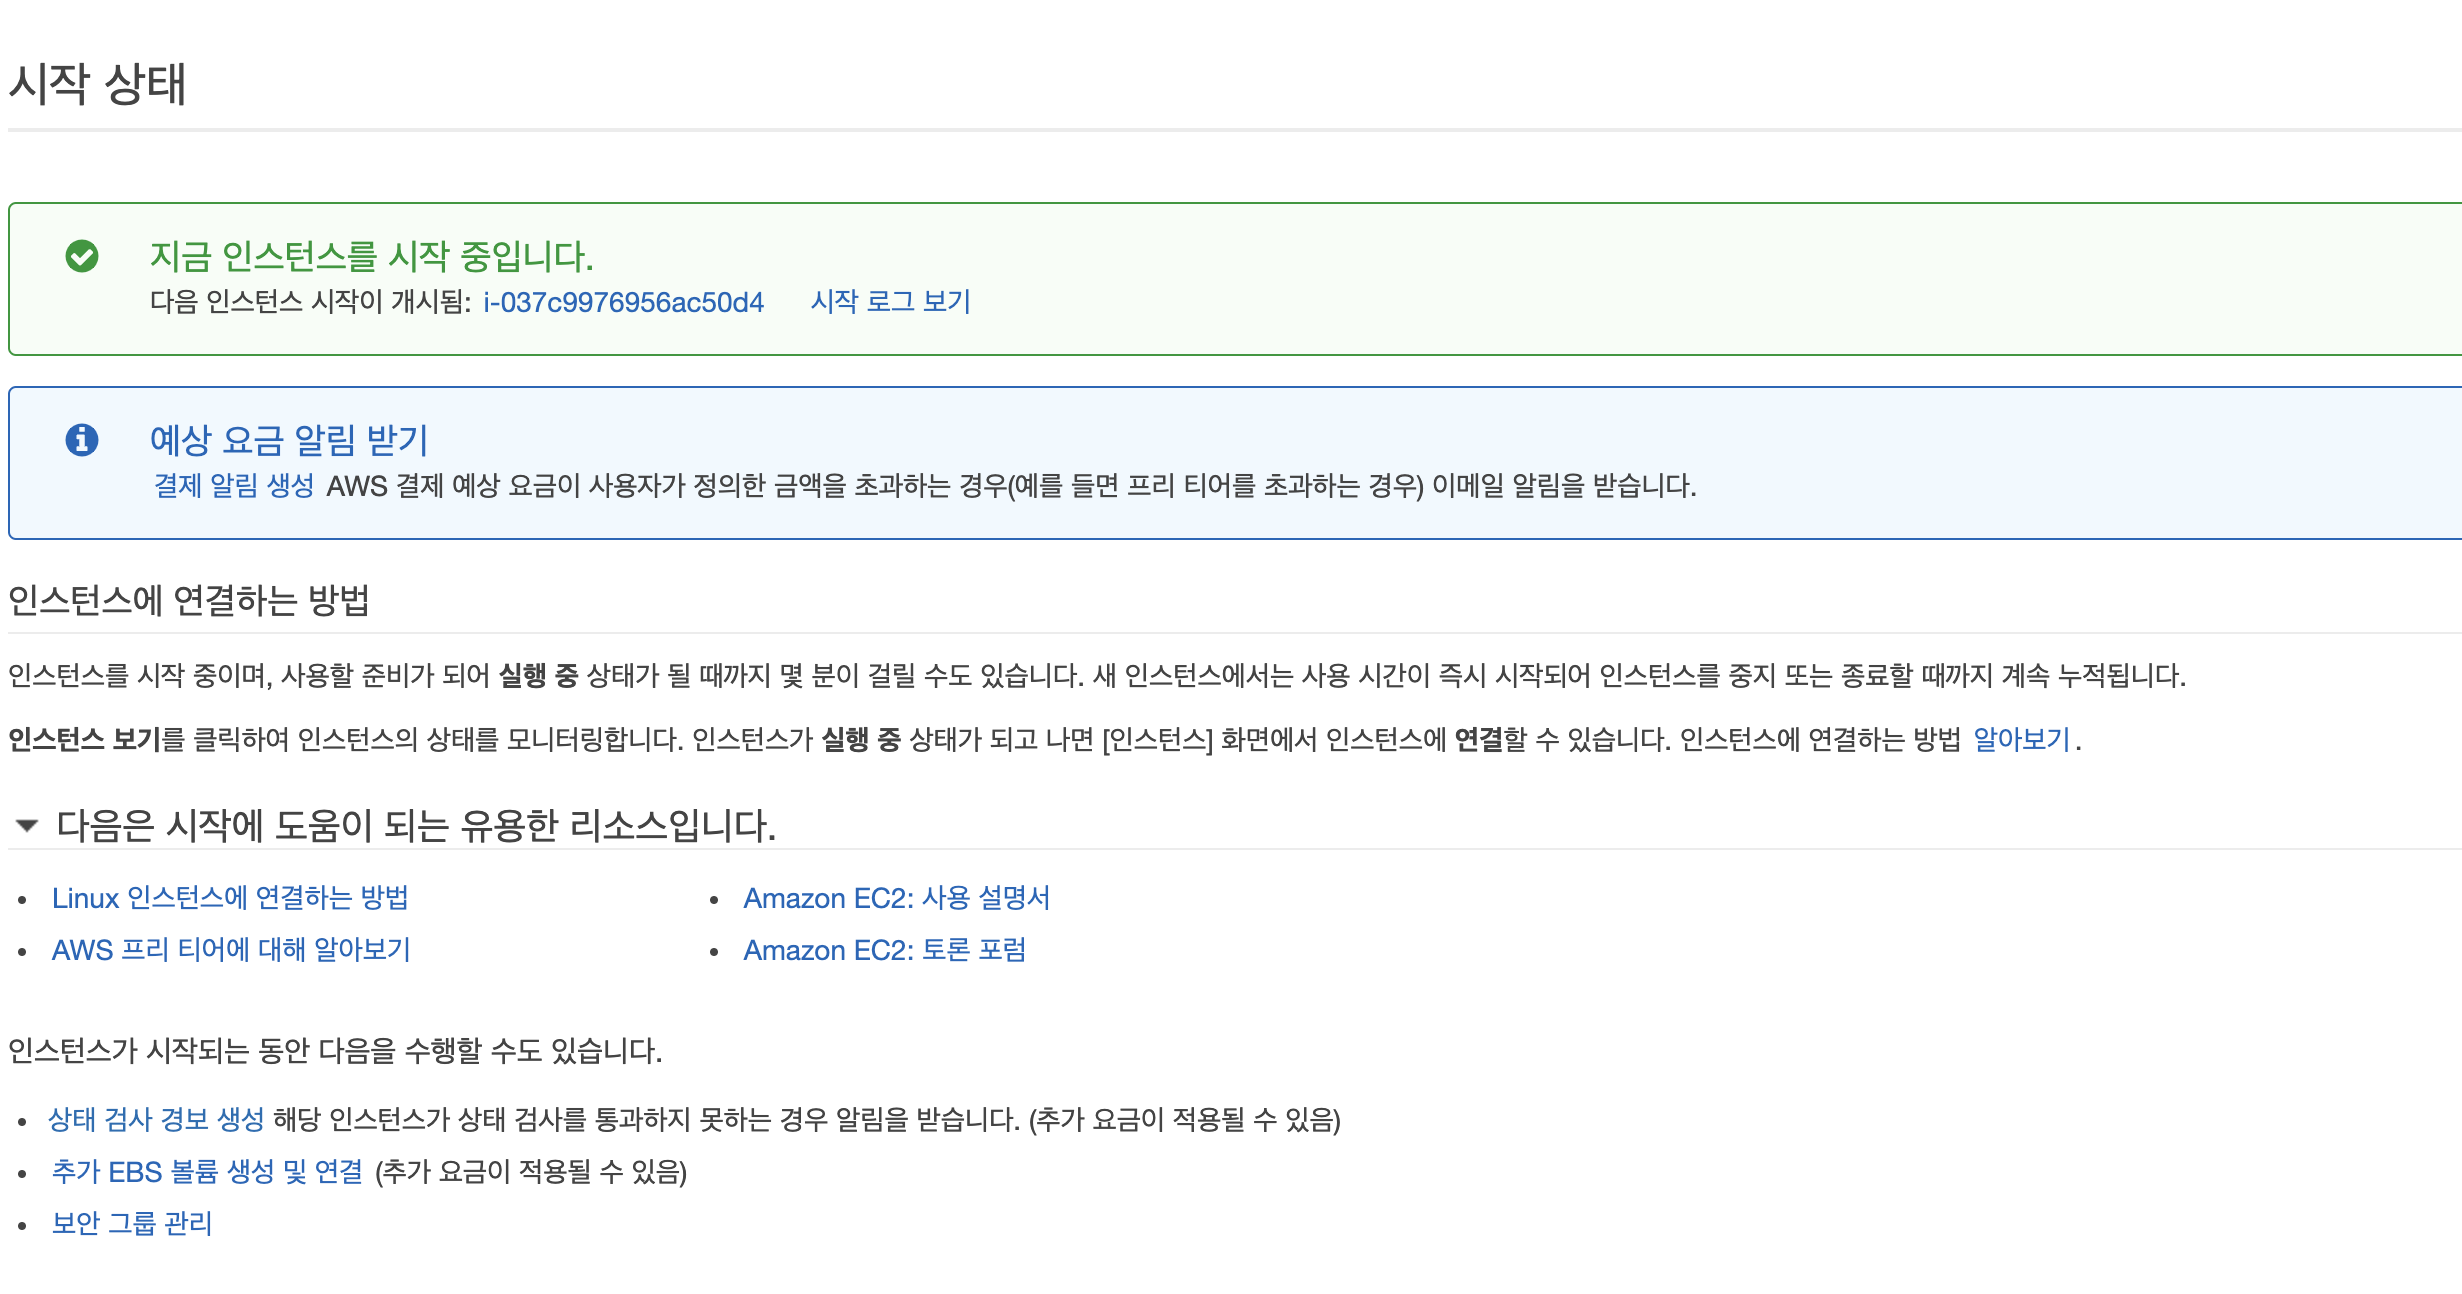 시작 상태
지금 인스턴스를 시작 중입니다.
다음 인스턴스 시작이 개시됨: i-037c9976956ac50d4 시작 로그 보기
예상 요금 알림 받기
결제 알림 생성 AWS 결제 예상 요금이 사용자가 정의한 금액을 초과하는 경우(예를 들면 프리 티어를 초과하는 경우) 이메일 알림을 받습니다.
인스턴스에 연결하는 방법
인스턴스를 시작 중이며, 사용할 준비가 되어 실행 중 상태가 될 때까지 몇 분이 걸릴 수도 있습니다. 새 인스턴스에서는 사용 시간이 즉시 시작되어 인스턴스를 중지 또는 종료할 때까지 계속 누적됩니다.
인스턴스 보기를 클릭하여 인스턴스의 상태를 모니터링합니다. 인스턴스가 실행 중 상태가 되고 나면 [인스턴스] 화면에서 인스턴스에 연결할 수 있습니다. 인스턴스에 연결하는 방법 알아보기.
다음은 시작에 도움이 되는 유용한 리소스입니다.
Linux 인스턴스에 연결하는 방법
AWS 프리 티어에 대해 알아보기
Amazon EC2: 사용 설명서
Amazon EC2: 토론 포럼
인스턴스가 시작되는 동안 다음을 수행할 수도 있습니다.
상태 검사 경보 생성 해당 인스턴스가 상태 검사를 통과하지 못하는 경우 알림을 받습니다. (추가 요금이 적용될 수 있음)
추가 EBS 볼륨 생성 및 연결 (추가 요금이 적용될 수 있음)
보안 그룹 관리